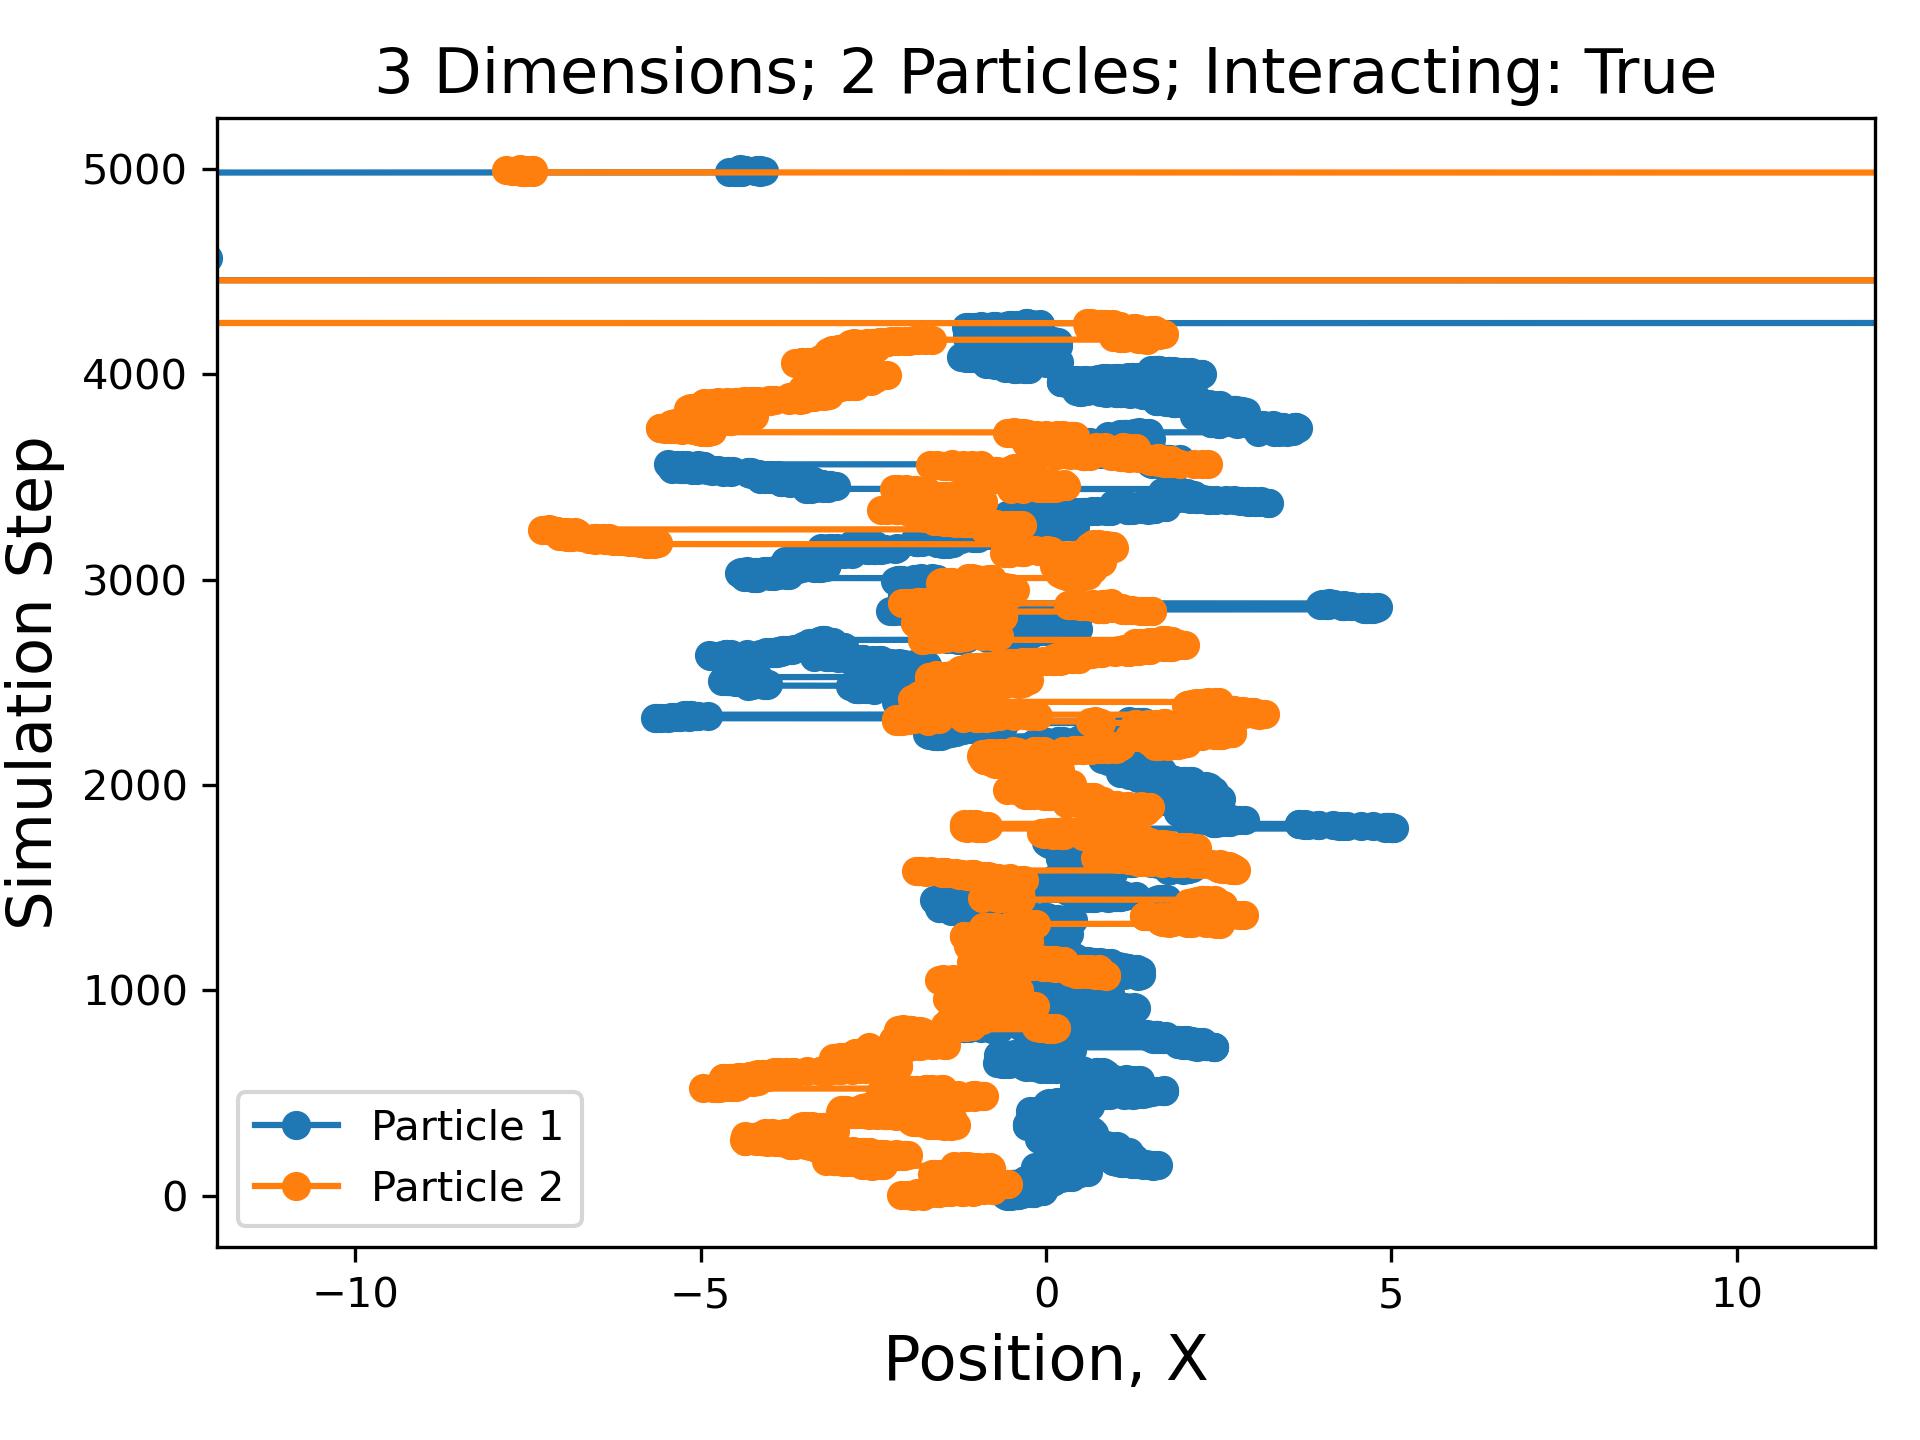 3 Dimensions; 2 Particles; Interacting: True
Simulation Step
5000
4000
3000
2000
1000
0
Particle 1
Particle 2
−10
−5
0
5
10
Position, X